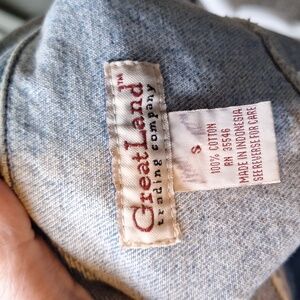 GreatLand™
trading company
S
100% COTTON
RN 35546
MADE IN INDONESIA
SEE REVERSE FOR CARE